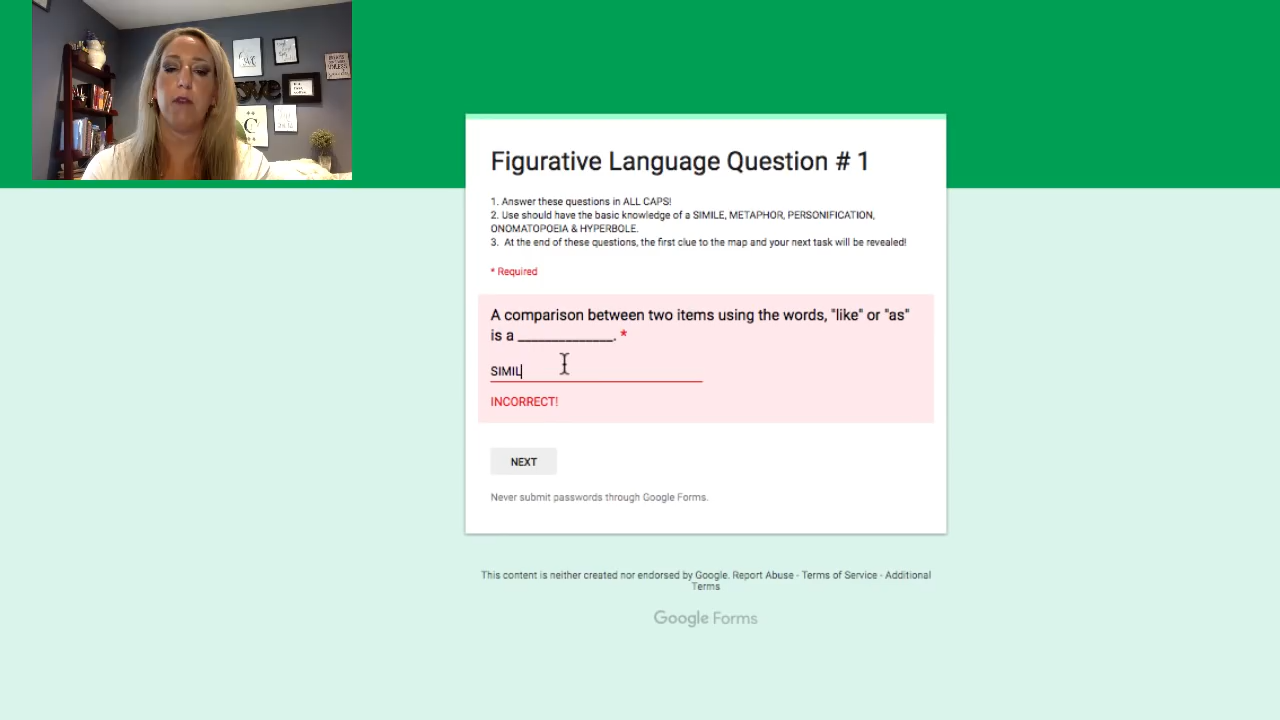 Figurative Language Question # 1
1. Answer these questions in ALL CAPS!
2. Use should have the basic knowledge of a SIMILE, METAPHOR, PERSONIFICATION,
ONOMATOPOEIA & HYPERBOLE.
3. At the end of these questions, the first clue to the map and your next task will be revealed!
* Required
A comparison between two items using the words, "like" or "as"
is a ______________. *
SIMIL
INCORRECT!
NEXT
Never submit passwords through Google Forms.
This content is neither created nor endorsed by Google. Report Abuse - Terms of Service - Additional
Terms
Google Forms
C